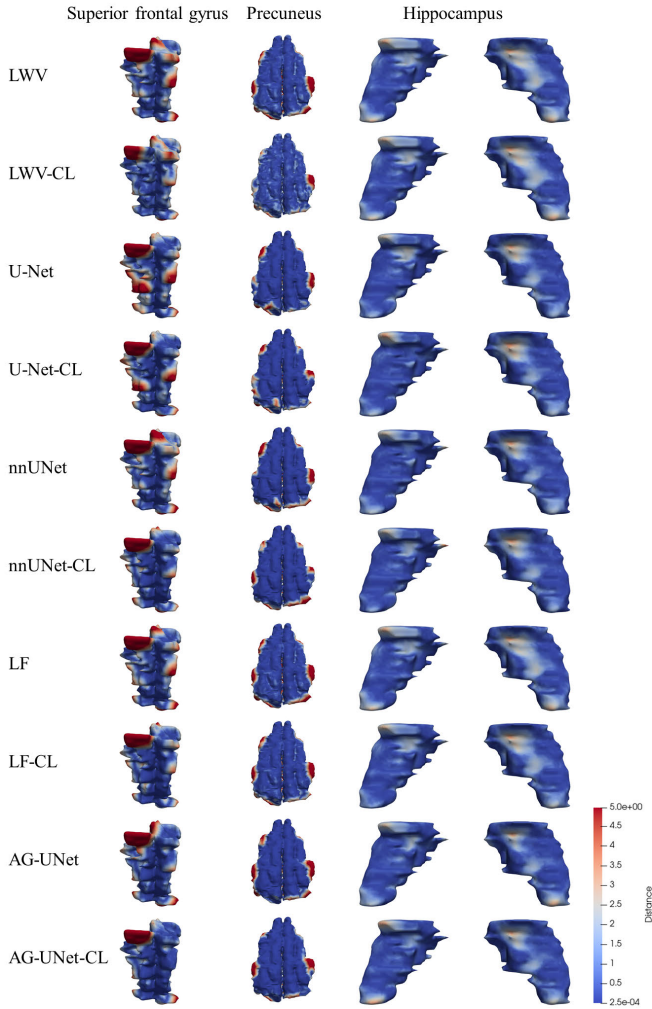 Superior frontal gyrus Precuneus Hippocampus
LWV
LWV-CL
U-Net
U-Net-CL
nnUNet
nnUNet-CL
LF
LF-CL
AG-UNet
AG-UNet-CL
5.0e+00
4.5
4
3.5
3
2.5
2
1.5
1
0.5
2.5e-04
Distance